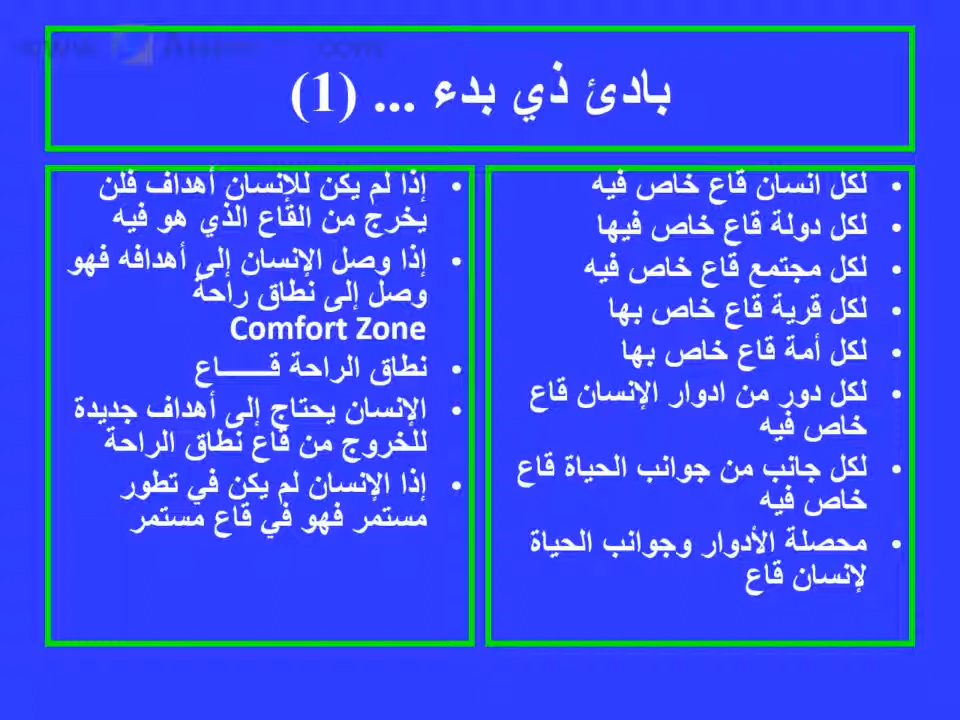 بادئ ذي بدء ... (1)
• لكل انسان قاع خاص فيه
• لكل دولة قاع خاص فيها
• لكل مجتمع قاع خاص فيه
• لكل قرية قاع خاص بها
• لكل أمة قاع خاص بها
• لكل دور من ادوار الإنسان قاع
خاص فيه
• لكل جانب من جوانب الحياة قاع
خاص فيه
• محصلة الأدوار وجوانب الحياة
لإنسان قاع
• إذا لم يكن للإنسان أهداف فلن
يخرج من القاع الذي هو فيه
• إذا وصل الإنسان إلى أهدافه فهو
وصل إلى نطاق راحة
Comfort Zone
• نطاق الراحة قـــــــاع
• الإنسان يحتاج إلى أهداف جديدة
للخروج من قاع نطاق الراحة
• إذا الإنسان لم يكن في تطور
مستمر فهو في قاع مستمر